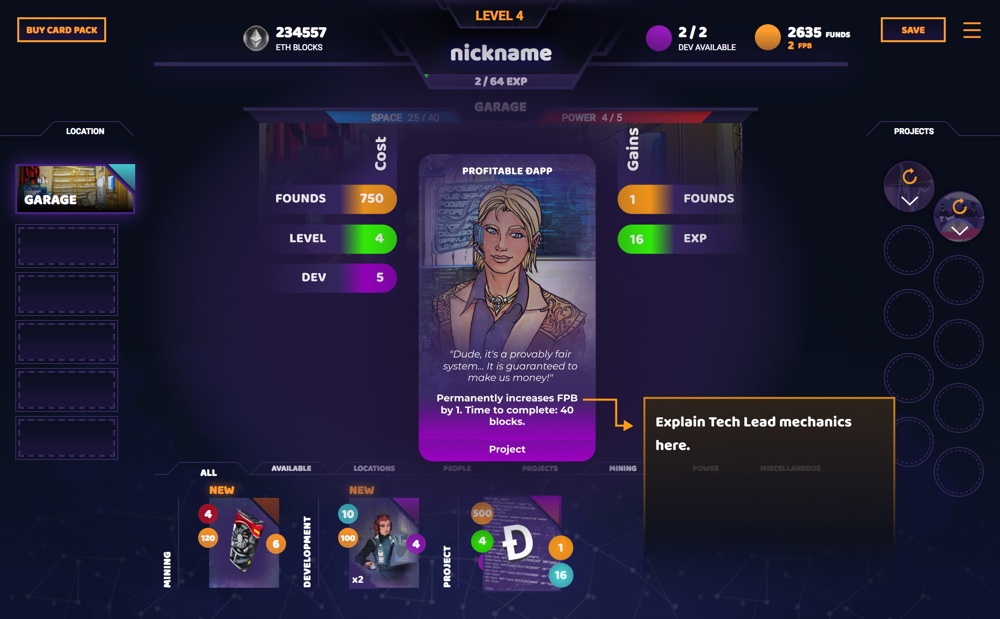 BUY CARD PACK
234557
ETH BLOCKS
LEVEL 4
nickname
2 / 64 EXP
2 / 2
DEV AVAILABLE
2635 FUNDS
2 FPB
SAVE
GARAGE
SPACE 25 / 40
POWER 4 / 5
LOCATION
GARAGE
PROJECTS
Cost
FOUNDS 750
LEVEL 4
DEV 5
PROFITABLE ĐAPP
"Dude, it's a provably fair
system... It is guaranteed to
make us money!"
Permanently increases FPB
by 1. Time to complete: 40
blocks.
Project
Gains
1 FOUNDS
16 EXP
Explain Tech Lead mechanics
here.
ALL
AVAILABLE
LOCATIONS
PEOPLE
PROJECTS
MINING
POWER
MISCELLANEOUS
MINING
NEW
4
120
6
DEVELOPMENT
NEW
10
100
4
x2
PROJECT
500
4
Đ
1
16